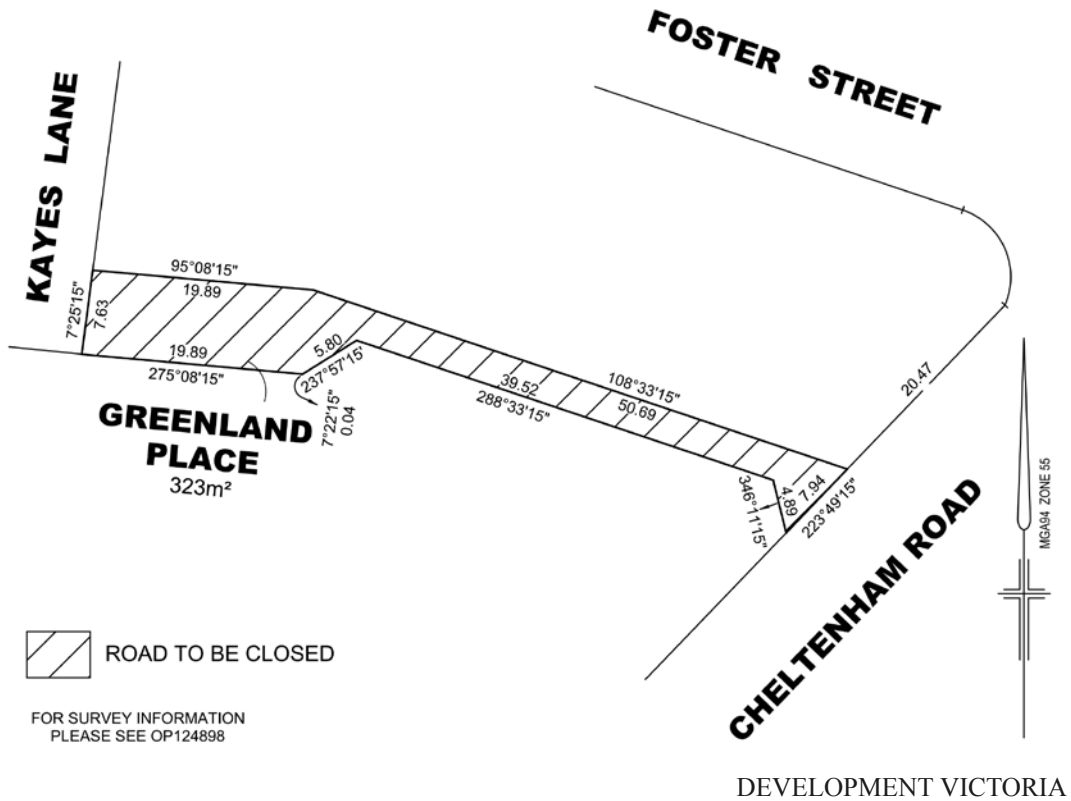 FOSTER STREET
KAYES LANE
95°08'15"
19.89
7°25'15"
7.63
19.89
275°08'15"
5.80
237°57'15'
7°22'15"
0.04
GREENLAND
PLACE
323m²
39.52
288°33'15"
108°33'15"
50.69
346°11'15"
4.89
7.94
223°49'15"
20.47
CHELTENHAM ROAD
MGA94 ZONE 55
ROAD TO BE CLOSED
FOR SURVEY INFORMATION
PLEASE SEE OP124898
DEVELOPMENT VICTORIA